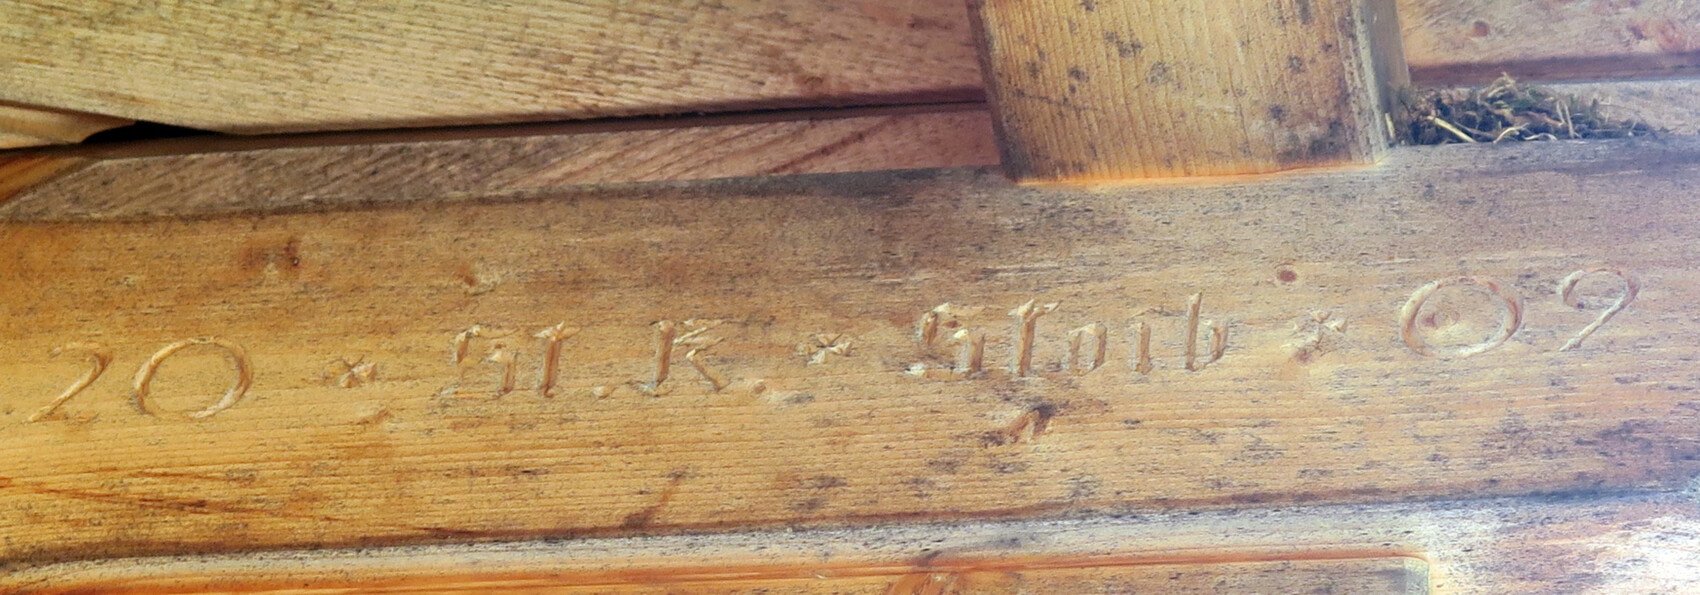 20 * A. K. * Stoib * 09